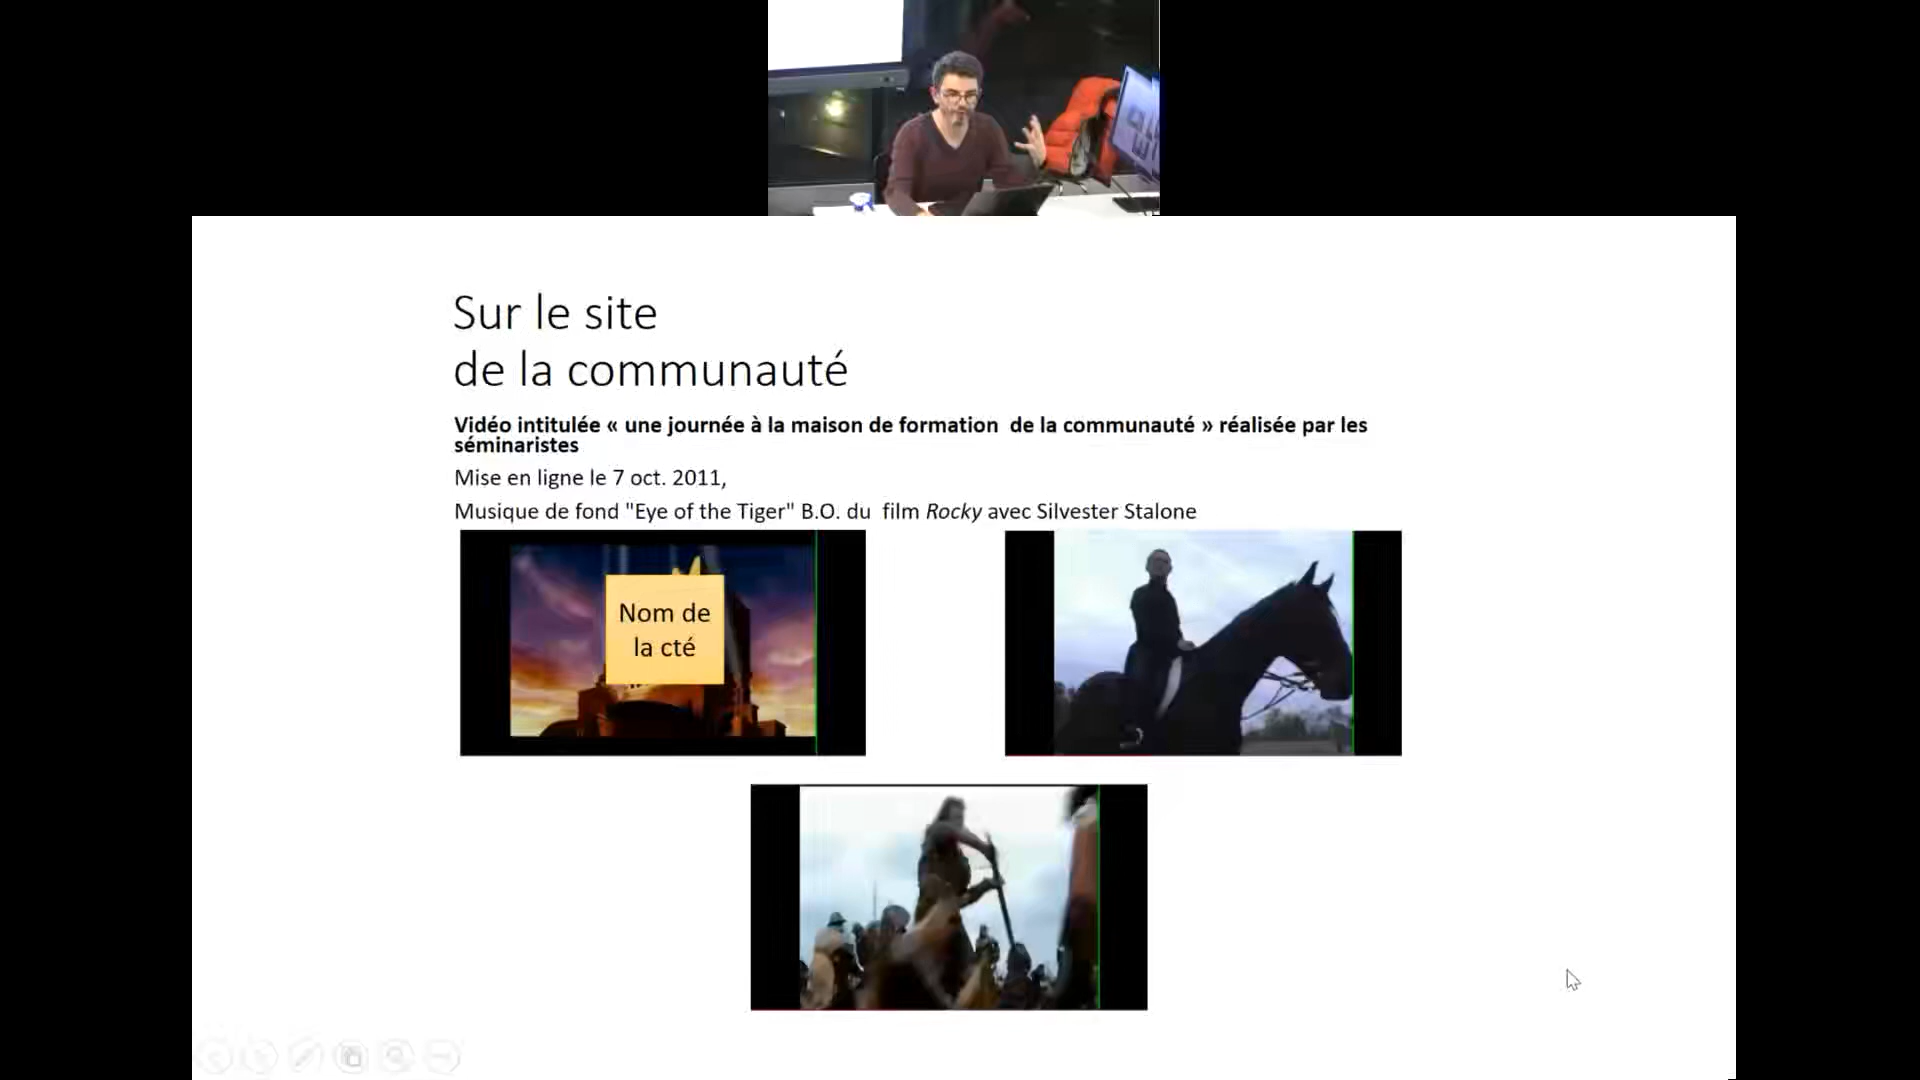 Sur le site
de la communauté
Vidéo intitulée « une journée à la maison de formation  de la communauté » réalisée par les
séminaristes
Mise en ligne le 7 oct. 2011,
Musique de fond "Eye of the Tiger" B.O. du  film Rocky avec Silvester Stalone
Nom de
la cté